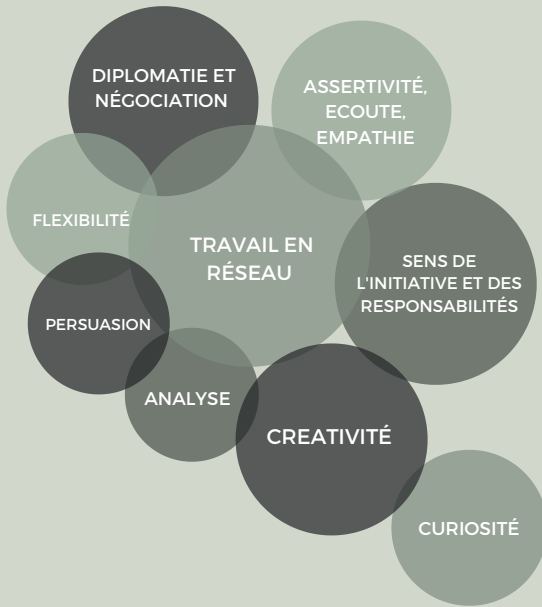 DIPLOMATIE ET
NÉGOCIATION
ASSERTIVITÉ,
ECOUTE,
EMPATHIE
FLEXIBILITÉ
TRAVAIL EN
RÉSEAU
SENS DE
L'INITIATIVE ET DES
RESPONSABILITÉS
PERSUASION
ANALYSE
CREATIVITÉ
CURIOSITÉ